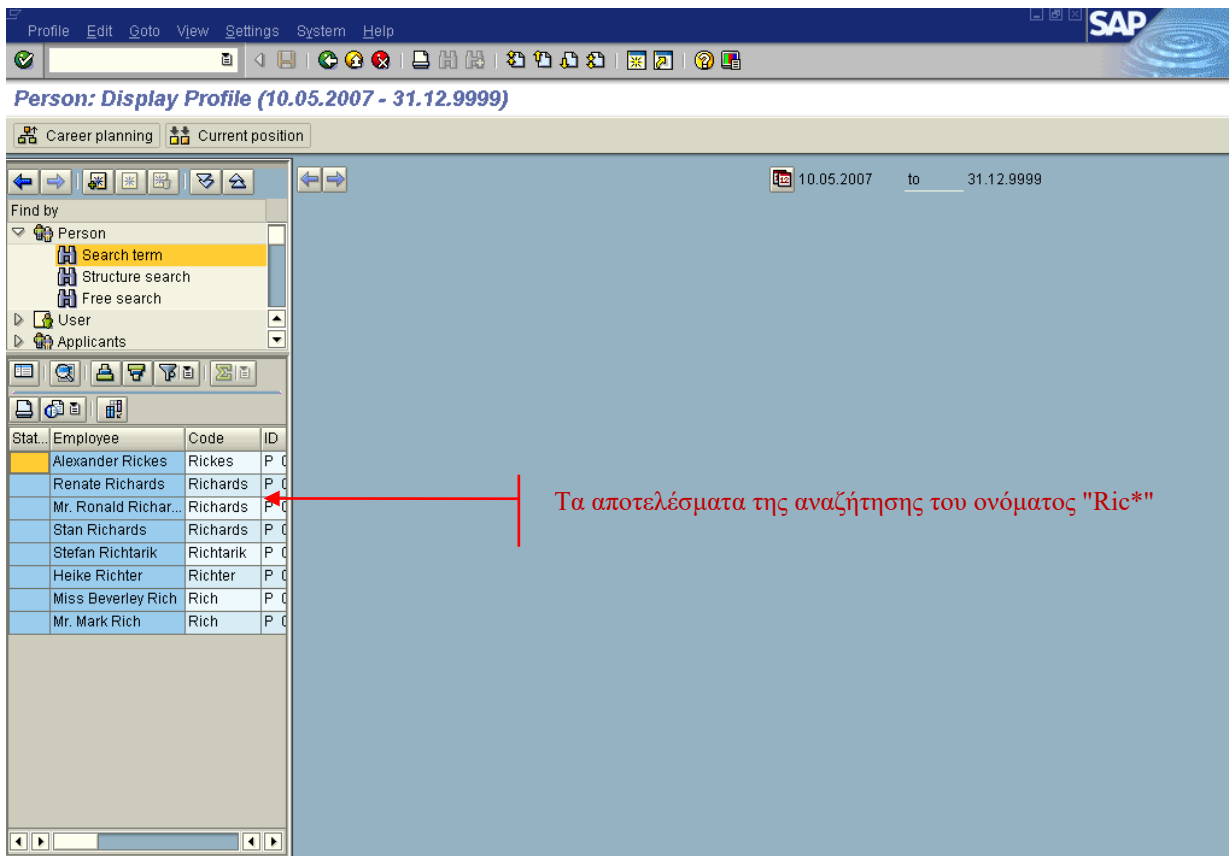 Profile Edit Goto View Settings System Help
SAP
Person: Display Profile (10.05.2007 - 31.12.9999)
Career planning Current position
10.05.2007 to 31.12.9999
Find by
Person
Search term
Structure search
Free search
User
Applicants
Stat... Employee Code ID
Alexander Rickes Rickes P
Renate Richards Richards P
Mr. Ronald Richar... Richards P
Stan Richards Richards P
Stefan Richtarik Richtarik P
Heike Richter Richter P
Miss Beverley Rich Rich P
Mr. Mark Rich Rich P
Τα αποτελέσματα της αναζήτησης του ονόματος "Ric*"